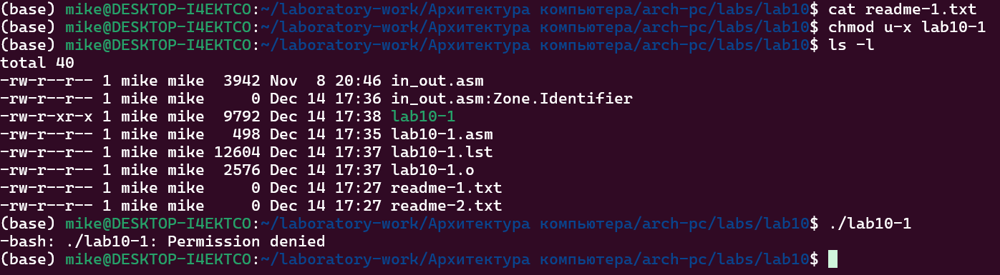 (base) mike@DESKTOP-I4EKTCO:~/laboratory-work/Архитектура компьютера/arch-pc/labs/lab10$ cat readme-1.txt
(base) mike@DESKTOP-I4EKTCO:~/laboratory-work/Архитектура компьютера/arch-pc/labs/lab10$ chmod u-x lab10-1
(base) mike@DESKTOP-I4EKTCO:~/laboratory-work/Архитектура компьютера/arch-pc/labs/lab10$ ls -l
total 40
-rw-r--r-- 1 mike mike  3942 Nov  8 20:46 in_out.asm
-rw-r--r-- 1 mike mike     0 Dec 14 17:36 in_out.asm:Zone.Identifier
-rw-r-xr-x 1 mike mike  9792 Dec 14 17:38 lab10-1
-rw-r--r-- 1 mike mike   498 Dec 14 17:35 lab10-1.asm
-rw-r--r-- 1 mike mike 12604 Dec 14 17:37 lab10-1.lst
-rw-r--r-- 1 mike mike  2576 Dec 14 17:37 lab10-1.o
-rw-r--r-- 1 mike mike     0 Dec 14 17:27 readme-1.txt
-rw-r--r-- 1 mike mike     0 Dec 14 17:27 readme-2.txt
(base) mike@DESKTOP-I4EKTCO:~/laboratory-work/Архитектура компьютера/arch-pc/labs/lab10$ ./lab10-1
-bash: ./lab10-1: Permission denied
(base) mike@DESKTOP-I4EKTCO:~/laboratory-work/Архитектура компьютера/arch-pc/labs/lab10$